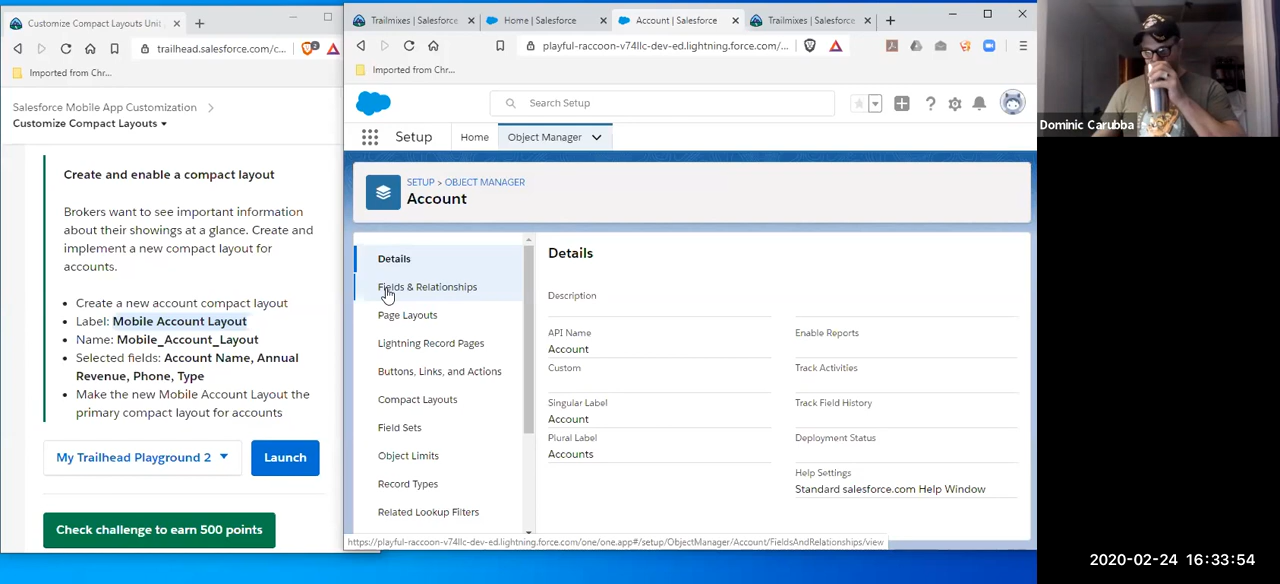 Customize Compact Layouts Unit
trailhead.salesforce.com/c...
Imported from Chr...
Salesforce Mobile App Customization
Customize Compact Layouts
Create and enable a compact layout
Brokers want to see important information
about their showings at a glance. Create and
implement a new compact layout for
accounts.
Create a new account compact layout
Label: Mobile Account Layout
Name: Mobile_Account_Layout
Selected fields: Account Name, Annual
Revenue, Phone, Type
Make the new Mobile Account Layout the
primary compact layout for accounts
My Trailhead Playground 2
Launch
Check challenge to earn 500 points
Trailmixes | Salesforce
Home | Salesforce
Account | Salesforce
Trailmixes | Salesforce
playful-raccoon-v74llc-dev-ed.lightning.force.com/...
Imported from Chr...
Search Setup
Setup
Home
Object Manager
SETUP > OBJECT MANAGER
Account
Details
Fields & Relationships
Page Layouts
Lightning Record Pages
Buttons, Links, and Actions
Compact Layouts
Field Sets
Object Limits
Record Types
Related Lookup Filters
Details
Description
API Name
Account
Custom
Singular Label
Account
Plural Label
Accounts
Enable Reports
Track Activities
Track Field History
Deployment Status
Help Settings
Standard salesforce.com Help Window
https://playful-raccoon-v74llc-dev-ed.lightning.force.com/one/one.app#/setup/ObjectManager/Account/FieldsAndRelationships/view
Dominic Carubba
2020-02-24 16:33:54